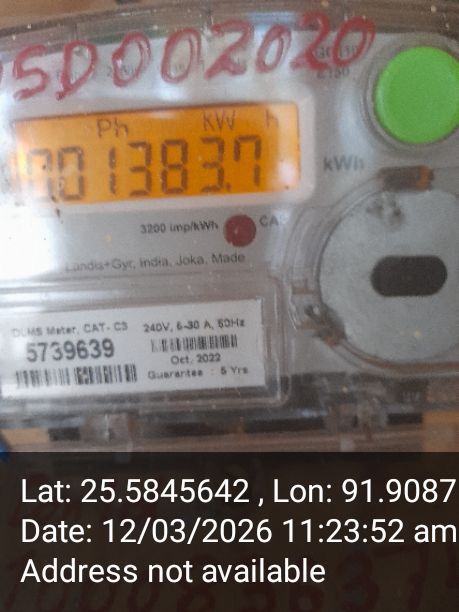 SD002020
Ph KW h
01383.7
kWh
3200 imp/kWh CAL
Landis+Gyr, India, Joka, Made
DLMS Meter, CAT- C3 240V, 5-30 A, 50Hz
5739639
Oct, 2022
Guarantee : 5 Yrs
Lat: 25.5845642 , Lon: 91.9087
Date: 12/03/2026 11:23:52 am
Address not available